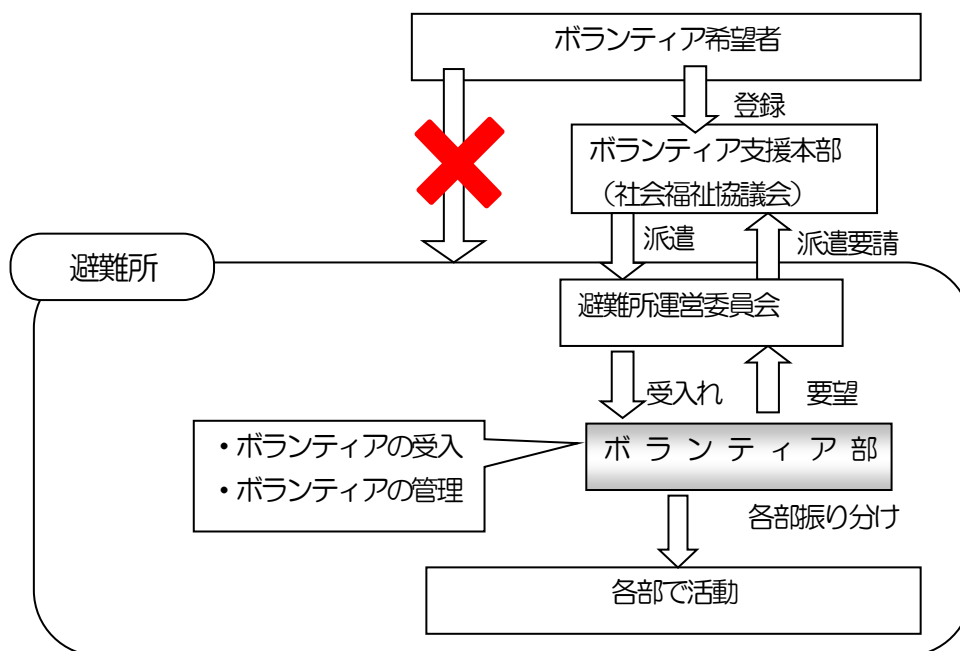 ボランティア希望者
登録
ボランティア支援本部
（社会福祉協議会）
派遣
派遣要請
避難所
避難所運営委員会
受入れ
要望
・ボランティアの受入
・ボランティアの管理
ボランティア部
各部振り分け
各部で活動